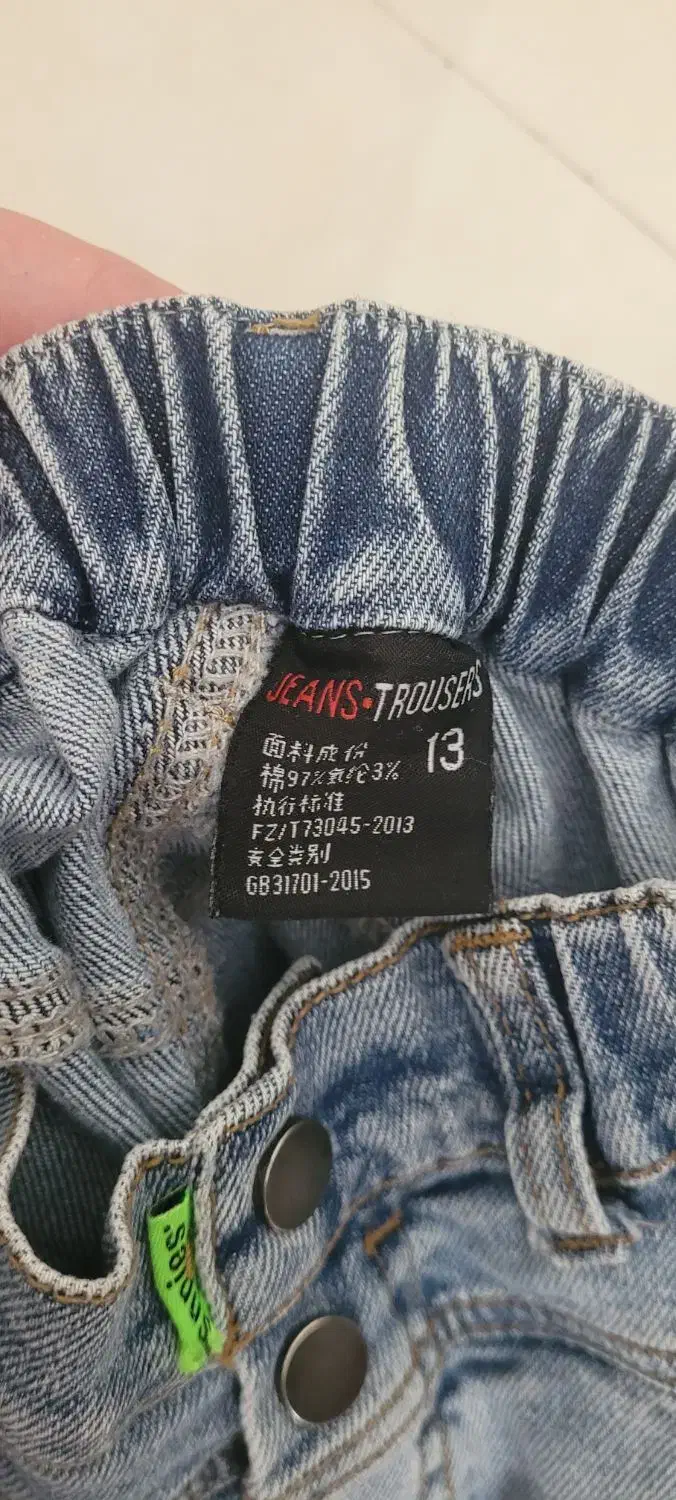 JEANS•TROUSERS
13
面料成份
棉97%氨纶3%
执行标准
FZ/T73045-2013
安全类别
GB31701-2015